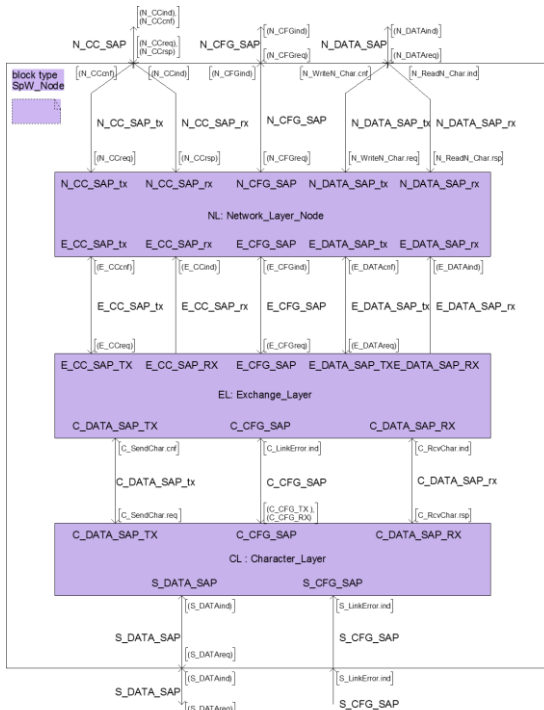 [(N_CCind),
(N_CCcnf)]
N_CC_SAP
[(N_CCreq),
(N_CCrsp)]
[(N_CFGind)]
N_CFG_SAP
[(N_CFGreq)]
[(N_DATAind)]
N_DATA_SAP
[(N_DATAreq)]
block type
SpW_Node
[(N_CCcnf)] [(N_CCind)] [(N_CFGind)] [N_WriteN_Char.cnf] [N_ReadN_Char.ind]
N_CC_SAP_tx N_CC_SAP_rx N_CFG_SAP N_DATA_SAP_tx N_DATA_SAP_rx
[(N_CCreq)] [(N_CCrsp)] [(N_CFGreq)] [N_WriteN_Char.req] [N_ReadN_Char.rsp]
N_CC_SAP_tx N_CC_SAP_rx N_CFG_SAP N_DATA_SAP_tx N_DATA_SAP_rx
NL: Network_Layer_Node
E_CC_SAP_tx E_CC_SAP_rx E_CFG_SAP E_DATA_SAP_tx E_DATA_SAP_rx
[(E_CCcnf)] [(E_CCind)] [(E_CFGind)] [(E_DATAcnf)] [(E_DATAind)]
E_CC_SAP_tx E_CC_SAP_rx E_CFG_SAP E_DATA_SAP_tx E_DATA_SAP_rx
[(E_CCreq)] [(E_CFGreq)] [(E_DATAreq)]
E_CC_SAP_TX E_CC_SAP_RX E_CFG_SAP E_DATA_SAP_TX E_DATA_SAP_RX
EL: Exchange_Layer
C_DATA_SAP_TX C_CFG_SAP C_DATA_SAP_RX
[C_SendChar.cnf] [C_LinkError.ind] [C_RcvChar.ind]
C_DATA_SAP_tx C_CFG_SAP C_DATA_SAP_rx
[C_SendChar.req] [(C_CFG_TX ),
(C_CFG_RX)] [C_RcvChar.rsp]
C_DATA_SAP_TX C_CFG_SAP C_DATA_SAP_RX
CL : Character_Layer
S_DATA_SAP S_CFG_SAP
[(S_DATAind)] [S_LinkError.ind]
S_DATA_SAP S_CFG_SAP
[(S_DATAreq)]
[(S_DATAind)] [S_LinkError.ind]
S_DATA_SAP S_CFG_SAP
[(S_DATAreq)]